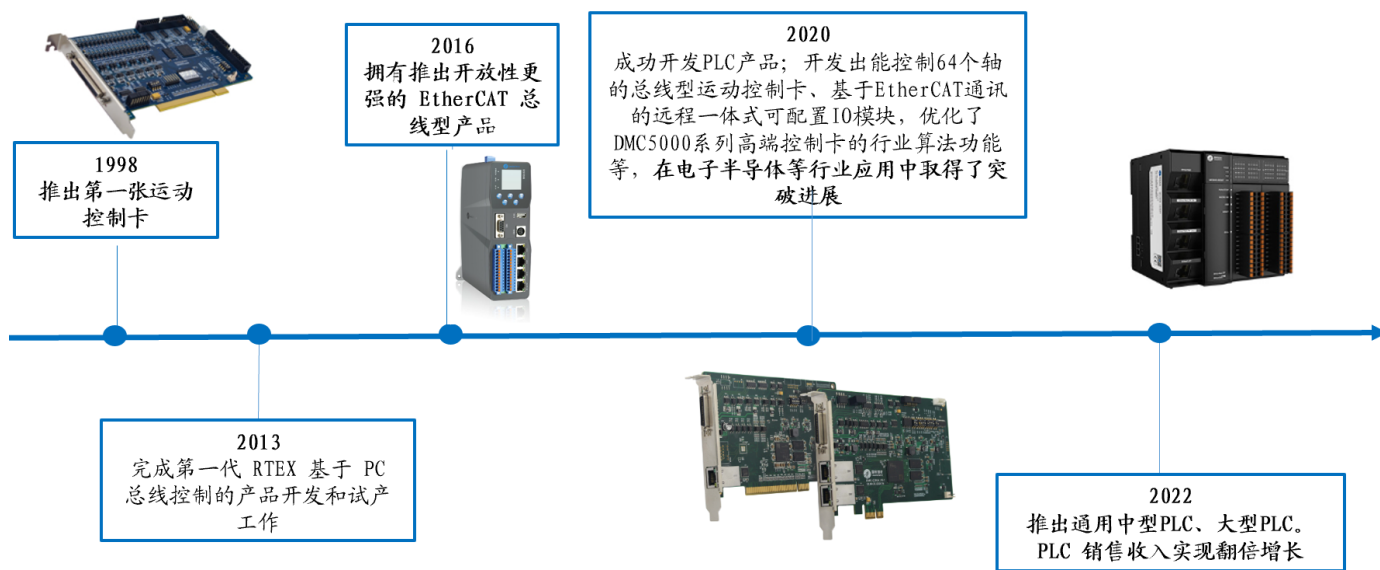 1998
推出第一张运动
控制卡
2013
完成第一代 RTEX 基于 PC
总线控制的产品开发和试产
工作
2016
拥有推出开放性更
强的 EtherCAT 总
线型产品
2020
成功开发PLC产品；开发出能控制64个轴
的总线型运动控制卡、基于EtherCAT通讯
的远程一体式可配置IO模块，优化了
DMC5000系列高端控制卡的行业算法功能
等，在电子半导体等行业应用中取得了突
破进展
2022
推出通用中型PLC、大型PLC。
PLC 销售收入实现翻倍增长